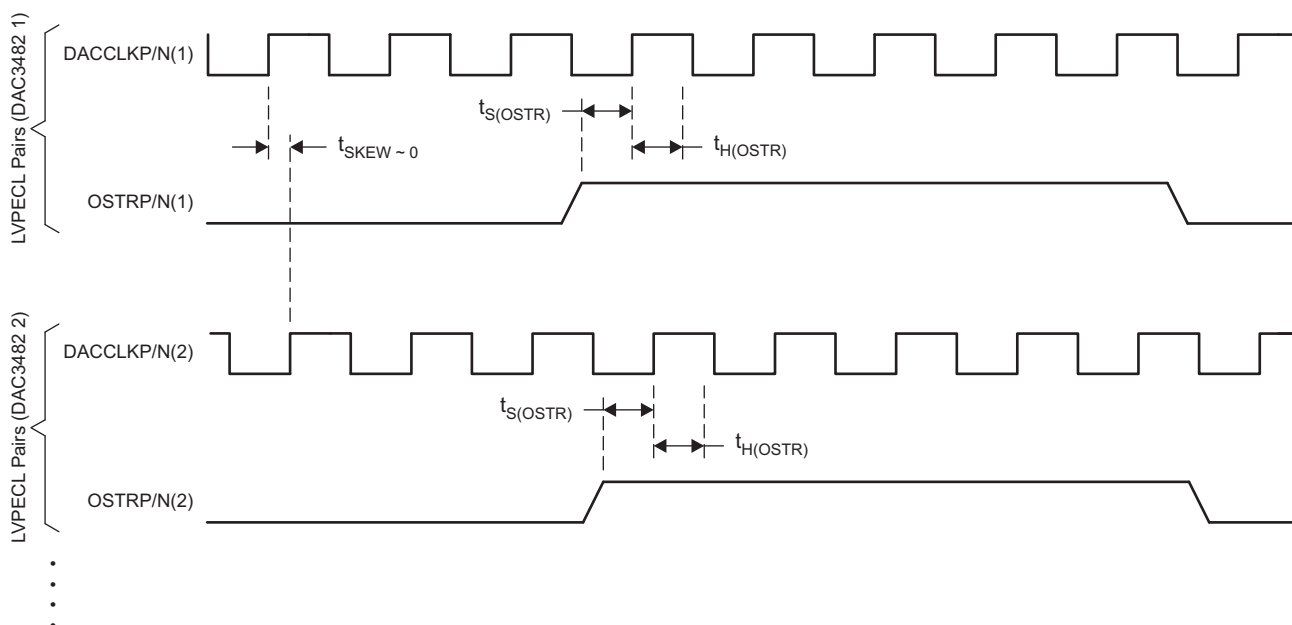 LVPECL Pairs (DAC3482 1)
DACCLKP/N(1)
tS(OSTR)
tSKEW ~ 0
tH(OSTR)
OSTRP/N(1)
LVPECL Pairs (DAC3482 2)
DACCLKP/N(2)
tS(OSTR)
tH(OSTR)
OSTRP/N(2)